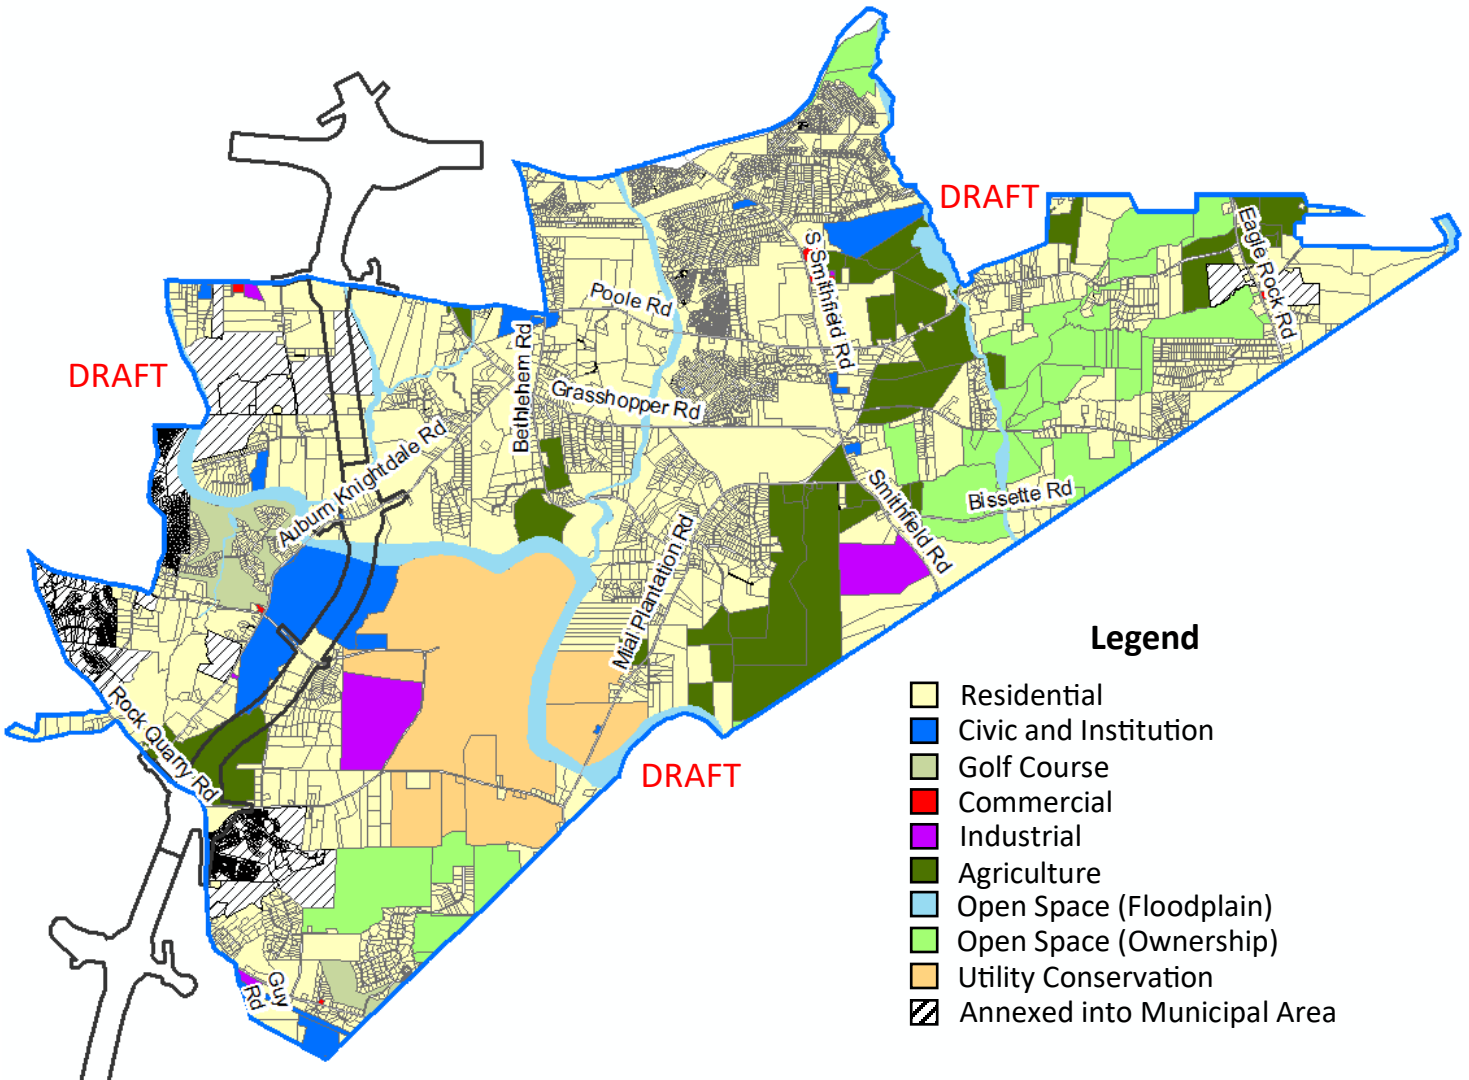 DRAFT
Eagle Rock Rd
S Smithfield Rd
Poole Rd
DRAFT
Bethlehem Rd
Grasshopper Rd
Auburn Knightdale Rd
Smithfield Rd
Bissette Rd
Mial Plantation Rd
Rock Quarry Rd
DRAFT
Guy
Rd
Legend
Residential
Civic and Institution
Golf Course
Commercial
Industrial
Agriculture
Open Space (Floodplain)
Open Space (Ownership)
Utility Conservation
Annexed into Municipal Area